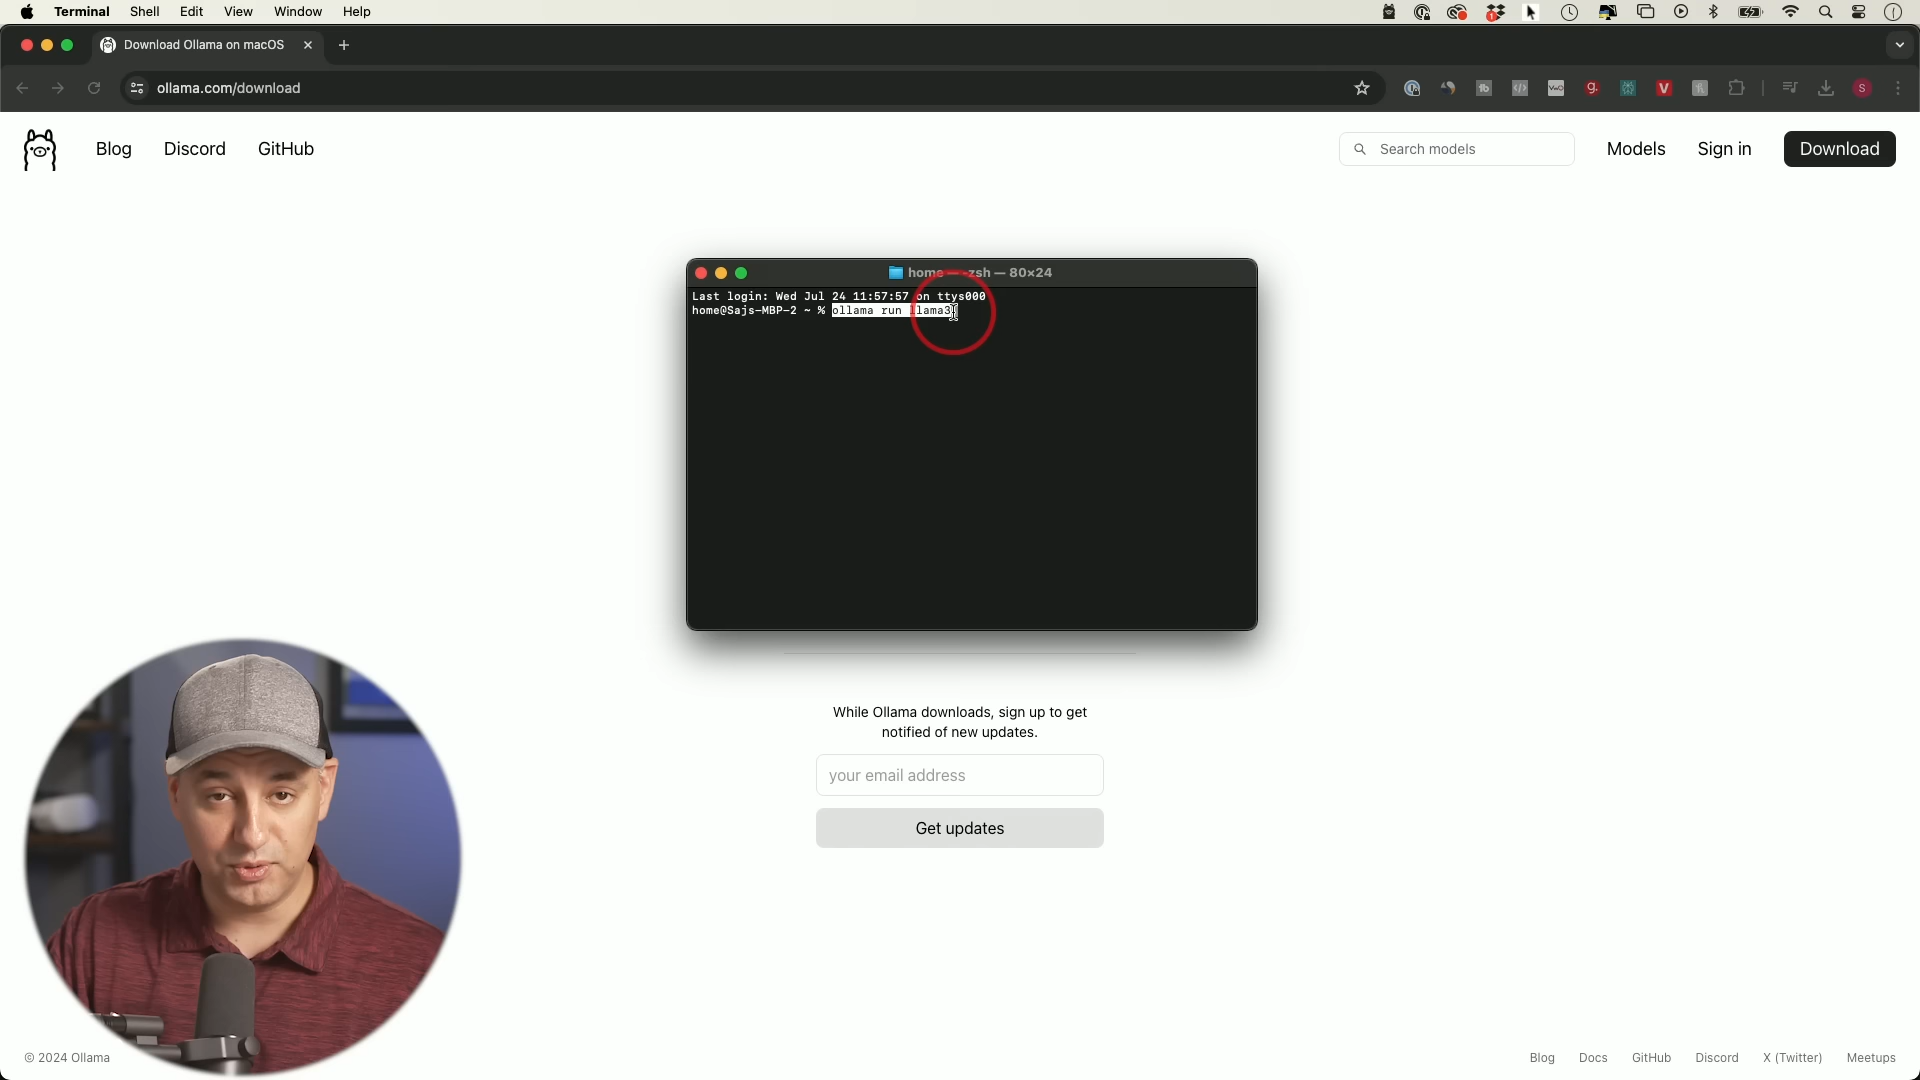 Terminal Shell Edit View Window Help
Download Ollama on macOS
ollama.com/download
Blog Discord GitHub
Search models
Models Sign in Download
home — -zsh — 80×24
Last login: Wed Jul 24 11:57:57 on ttys000
home@Sajs-MBP-2 ~ % ollama run llama3
While Ollama downloads, sign up to get
notified of new updates.
your email address
Get updates
© 2024 Ollama
Blog Docs GitHub Discord X (Twitter) Meetups